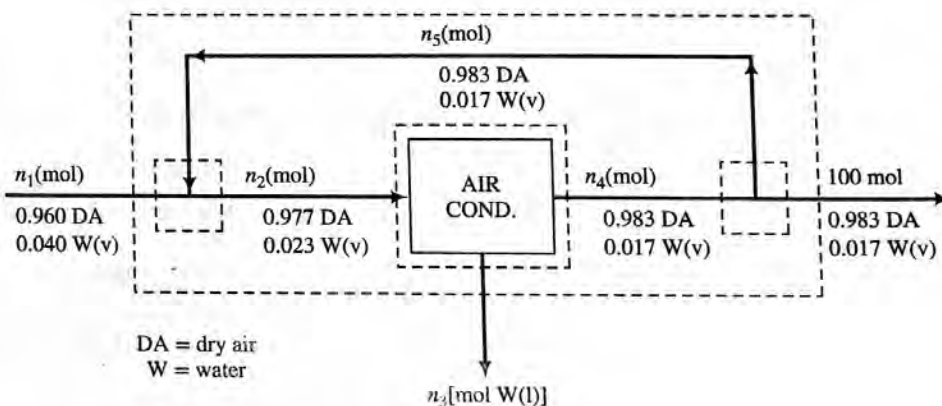 n₅(mol)
0.983 DA
0.017 W(v)
n₁(mol)
0.960 DA
0.040 W(v)
n₂(mol)
0.977 DA
0.023 W(v)
AIR
COND.
n₄(mol)
0.983 DA
0.017 W(v)
100 mol
0.983 DA
0.017 W(v)
DA = dry air
W = water
n₃[mol W(l)]